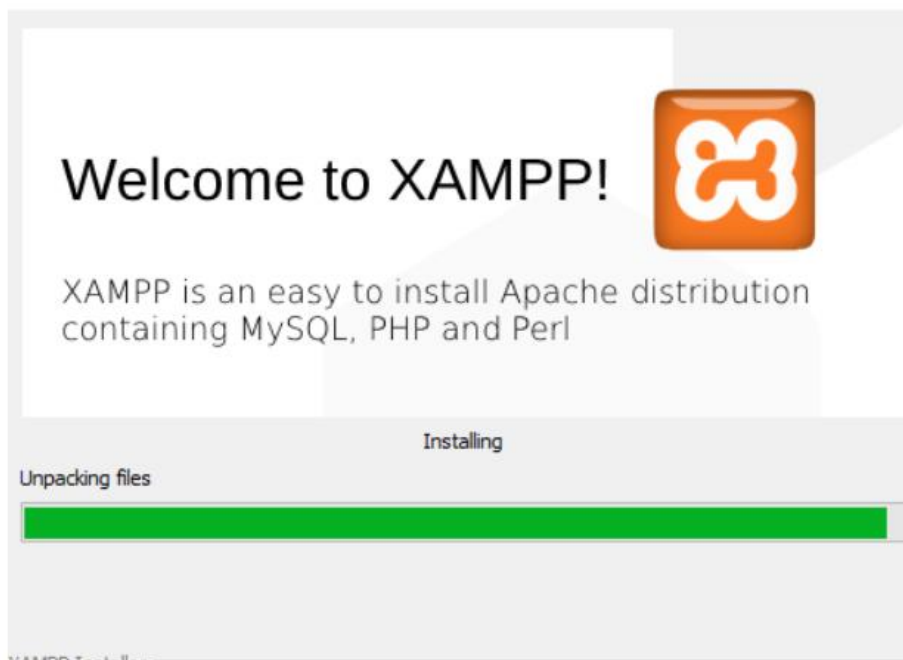 Welcome to XAMPP!
XAMPP is an easy to install Apache distribution
containing MySQL, PHP and Perl
Installing
Unpacking files